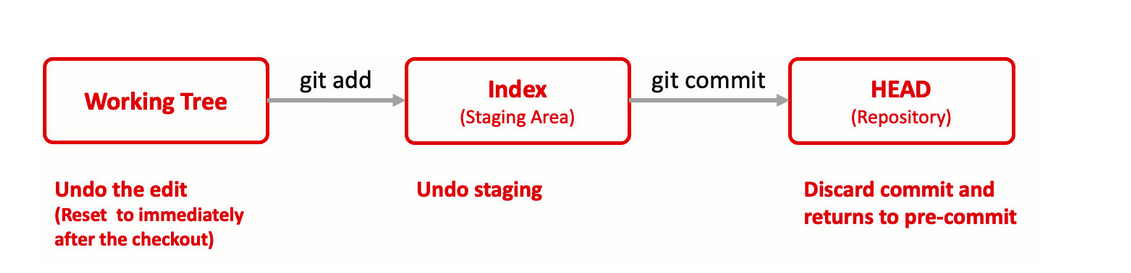 git add
git commit
Working Tree
Index
(Staging Area)
HEAD
(Repository)
Undo the edit
(Reset to immediately
after the checkout)
Undo staging
Discard commit and
returns to pre-commit